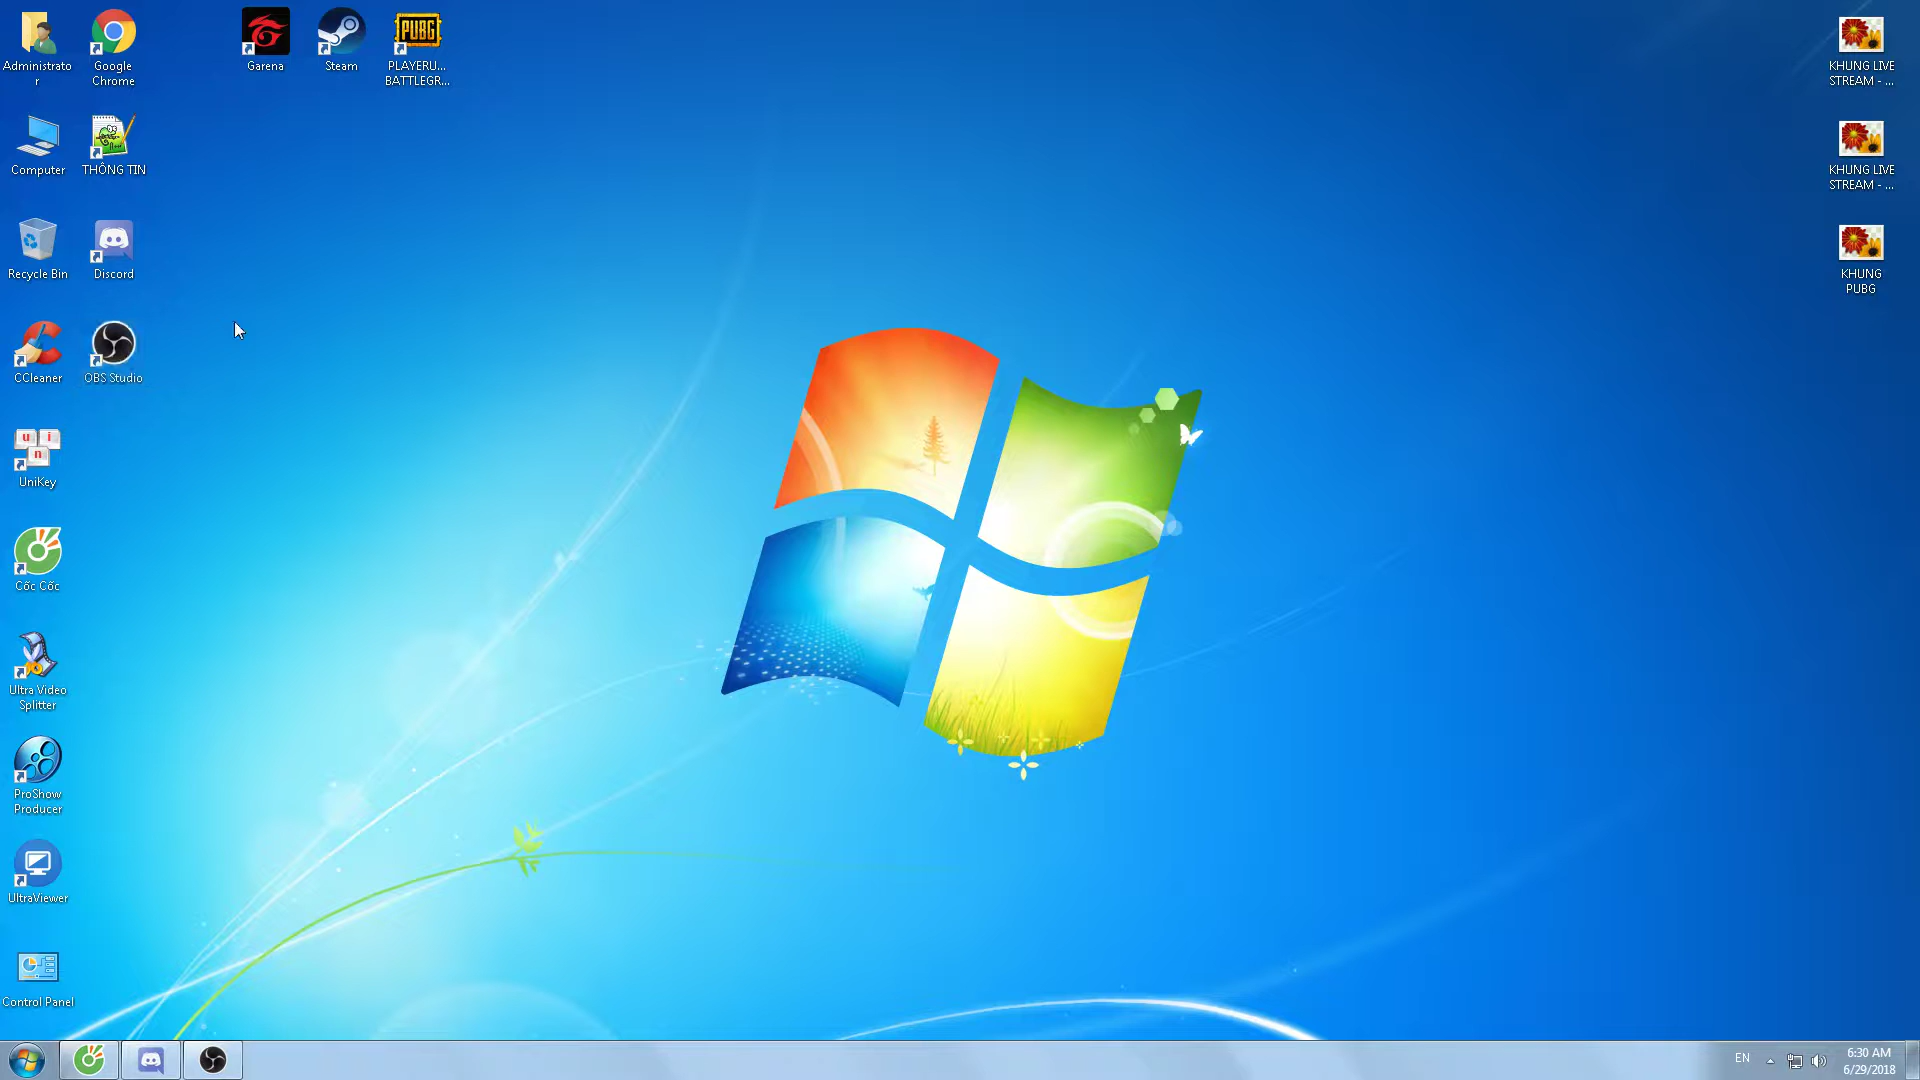 Administrato
r
Google
Chrome
Garena
Steam
PUBG
PLAYERU...
BATTLEGR...
KHUNG LIVE
STREAM - ...
Computer
THÔNG TIN
KHUNG LIVE
STREAM - ...
Recycle Bin
Discord
KHUNG
PUBG
CCleaner
OBS Studio
u i
n
UniKey
Cốc Cốc
Ultra Video
Splitter
ProShow
Producer
UltraViewer
Control Panel
EN
6:30 AM
6/29/2018